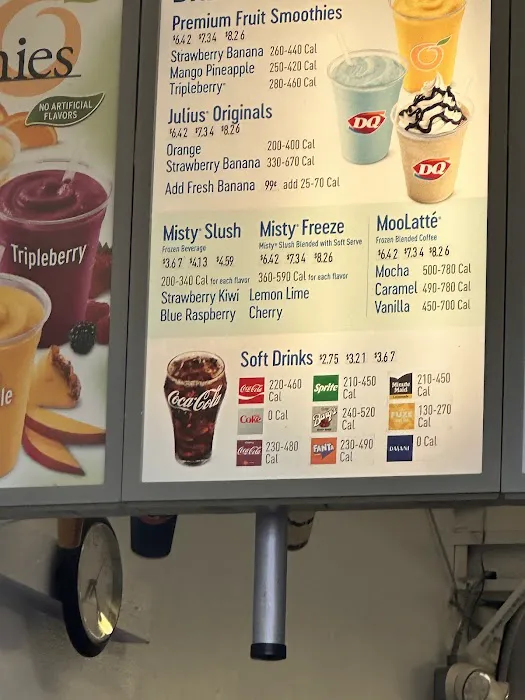 nies
NO ARTIFICIAL
FLAVORS
Tripleberry
le
Premium Fruit Smoothies
$6.42 $7.34 $8.26
Strawberry Banana 260-440 Cal
Mango Pineapple 250-420 Cal
Tripleberry® 280-460 Cal
Julius® Originals
$6.42 $7.34 $8.26
Orange 200-400 Cal
Strawberry Banana 330-670 Cal
Add Fresh Banana 99¢ add 25-70 Cal
DQ
DQ
Misty® Slush
Frozen Beverage
$3.67 $4.13 $4.59
200-340 Cal for each flavor
Misty® Freeze
Misty® Slush Blended with Soft Serve
$6.42 $7.34 $8.26
360-590 Cal for each flavor
Strawberry Kiwi Lemon Lime
Blue Raspberry Cherry
MooLatté®
Frozen Blended Coffee
$6.42 $7.34 $8.26
Mocha 500-780 Cal
Caramel 490-780 Cal
Vanilla 450-700 Cal
Soft Drinks $2.75 $3.21 $3.67
Coca-Cola
Coca-Cola 220-460 Cal
Sprite 210-450 Cal
Minute Maid 210-450 Cal
Coke 0 Cal
Barq's 240-520 Cal
FUZE 130-270 Cal
Coca-Cola 230-480 Cal
FANTA 230-490 Cal
DASANI 0 Cal